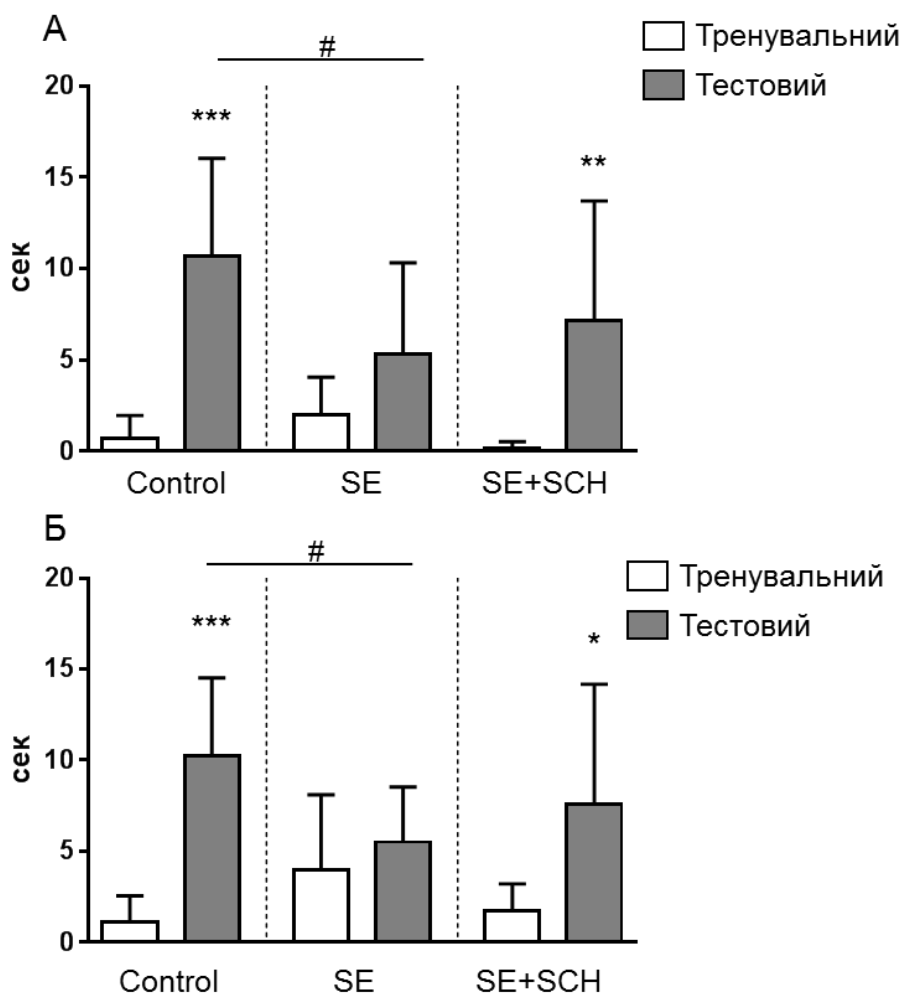 А
#
Тренувальний
Тестовий
20
15
10
5
0
сек
***
**
Control
SE
SE+SCH
Б
#
Тренувальний
Тестовий
20
15
10
5
0
сек
***
*
Control
SE
SE+SCH